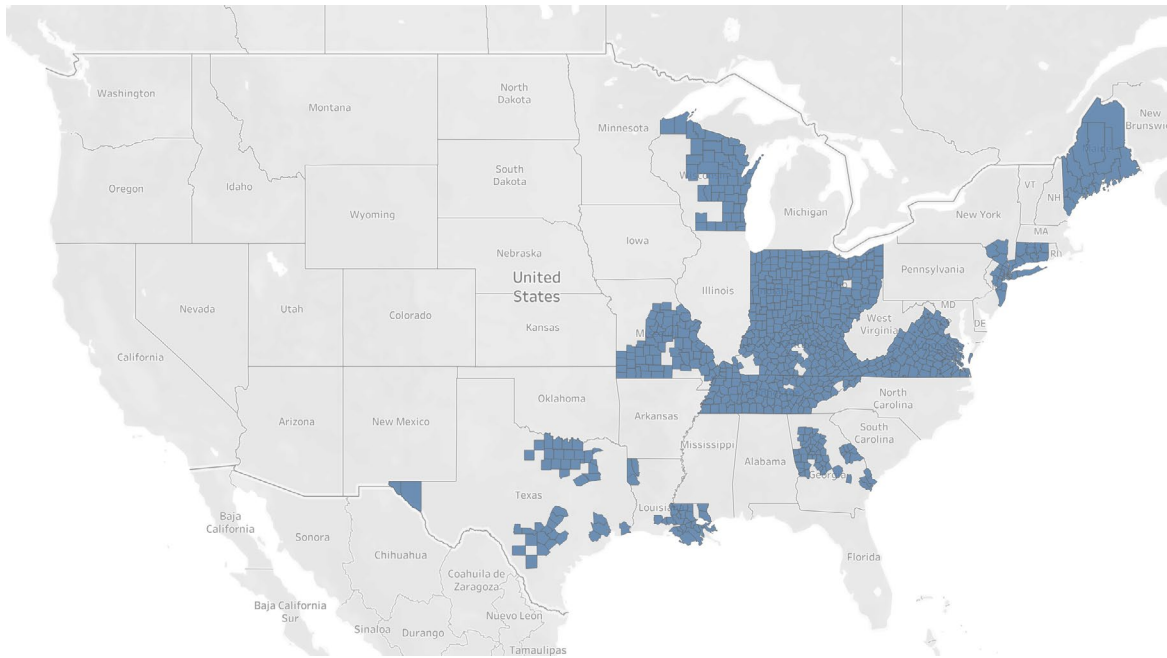 Washington
Montana
North
Dakota
Minnesota
New
Brunswick
Oregon
Idaho
South
Dakota
Wyoming
Michigan
VT
NH
New York
MA
RI
Iowa
Nebraska
Pennsylvania
United
States
Illinois
Nevada
Utah
Colorado
Kansas
West
Virginia
MD
DE
California
Oklahoma
North
Carolina
Arizona
New Mexico
Arkansas
South
Carolina
Mississippi
Alabama
Georgia
Texas
Louisia
Baja
California
Sonora
Chihuahua
Florida
Coahuila de
Zaragoza
Baja California
Sur
Nuevo León
Sinaloa
Durango
Tamaulipas